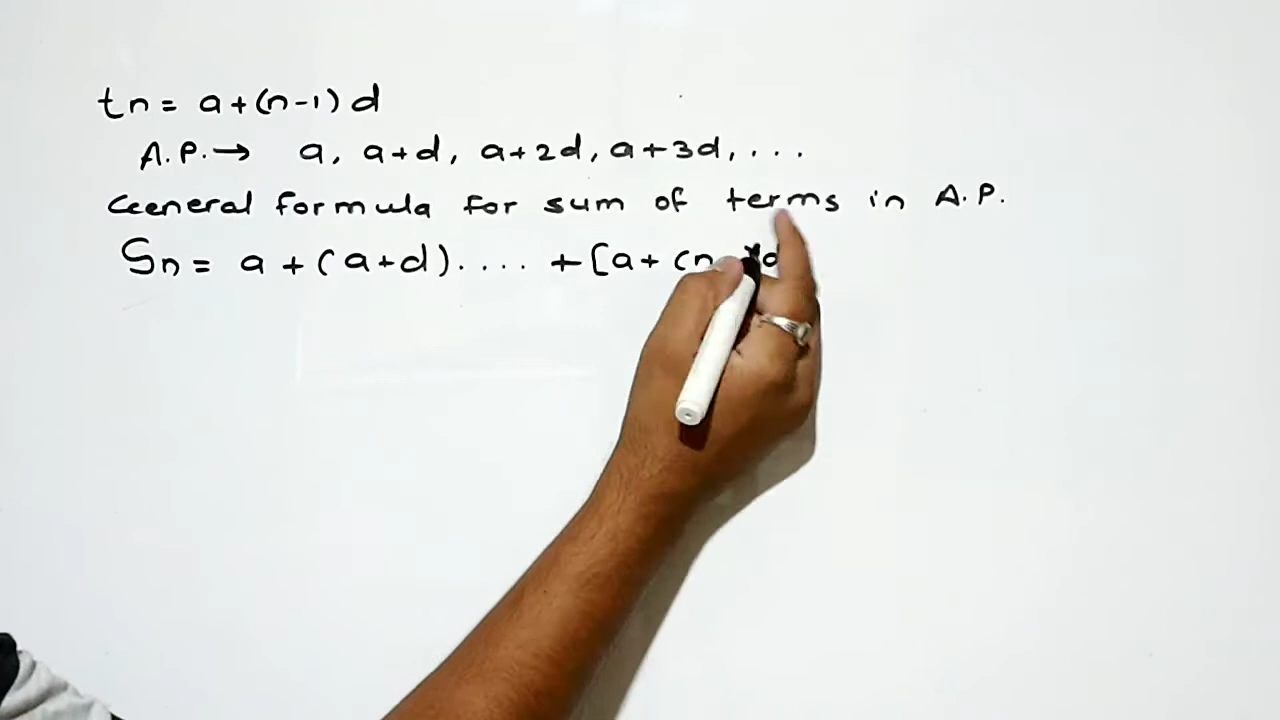 tn = a+(n-1)d
A.P.→ a, a+d, a+2d, a+3d, ...
General formula for sum of terms in A.P.
Sn = a + (a+d).... + [a+ (n d